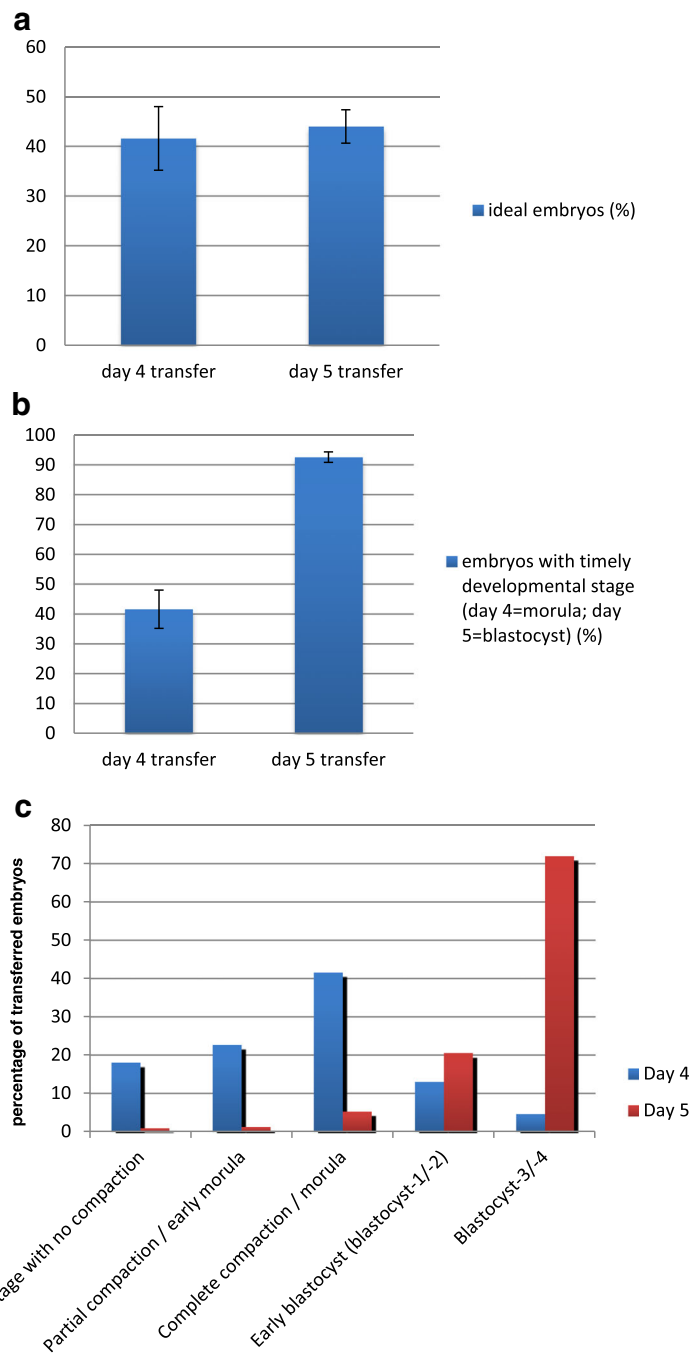 a
60
50
40
30
20
10
0
day 4 transfer
day 5 transfer
ideal embryos (%)
b
100
90
80
70
60
50
40
30
20
10
0
day 4 transfer
day 5 transfer
embryos with timely
developmental stage
(day 4=morula; day
5=blastocyst) (%)
c
percentage of transferred embryos
80
70
60
50
40
30
20
10
0
with no compaction
Partial compaction / early morula
Complete compaction / morula
Early blastocyst (blastocyst-1/-2)
Blastocyst-3/-4
Day 4
Day 5